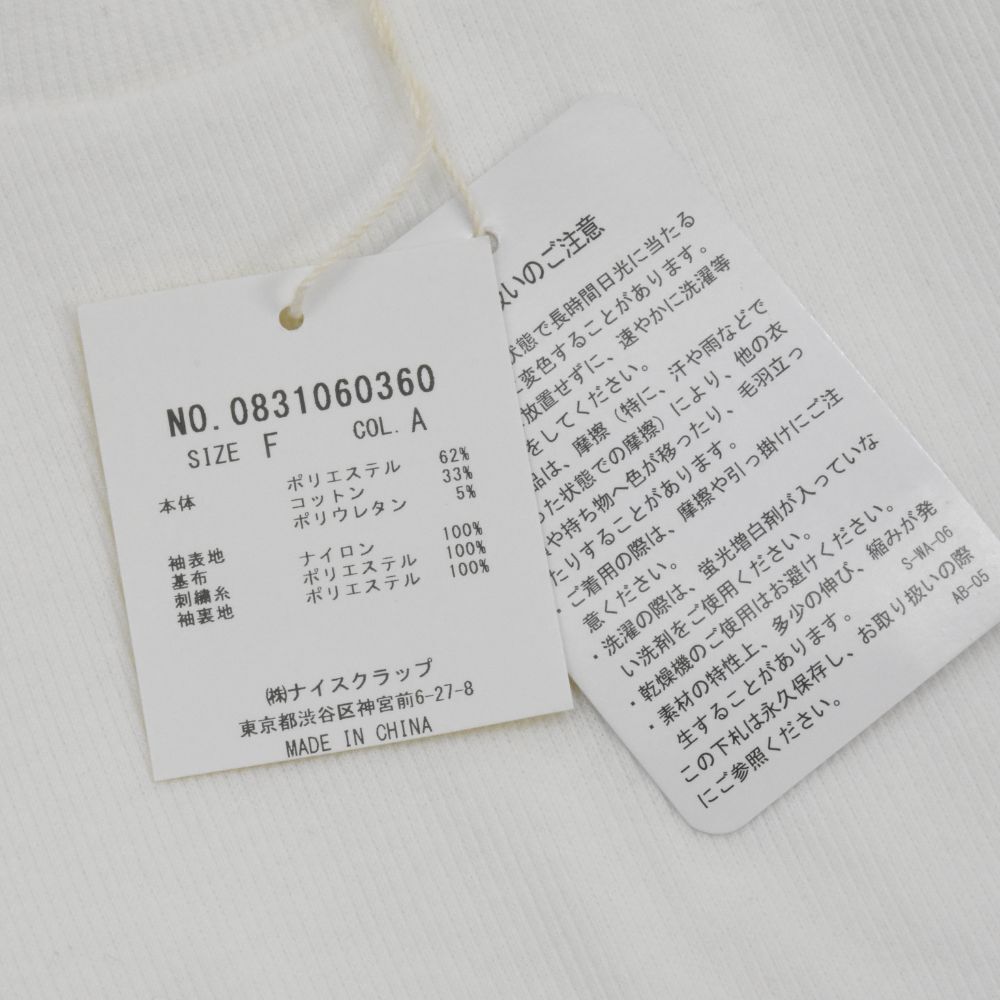 NO. 0831060360
SIZE F COL. A
本体 ポリエステル 62%
コットン 33%
ポリウレタン 5%
袖表地
基布 ナイロン 100%
刺繍糸 ポリエステル 100%
袖裏地 ポリエステル 100%
㈱ナイスクラップ
東京都渋谷区神宮前6-27-8
MADE IN CHINA
扱いのご注意
状態で長時間日光に当たる
変色することがあります。
放置せずに、速やかに洗濯等
をしてください。
品は、摩擦（特に、汗や雨などで
った状態での摩擦）により、他の衣
や持ち物へ色が移ったり、毛羽立っ
たりすることがあります。
・ご着用の際は、摩擦や引っ掛けにご注
意ください。
・洗濯の際は、蛍光増白剤が入っていな
い洗剤をご使用ください。
・乾燥機のご使用はお避けください。
・素材の特性上、多少の伸び、縮みが発
生することがあります。 S-WA-06
この下札は永久保存し、お取り扱いの際
にご参照ください。 AB-05